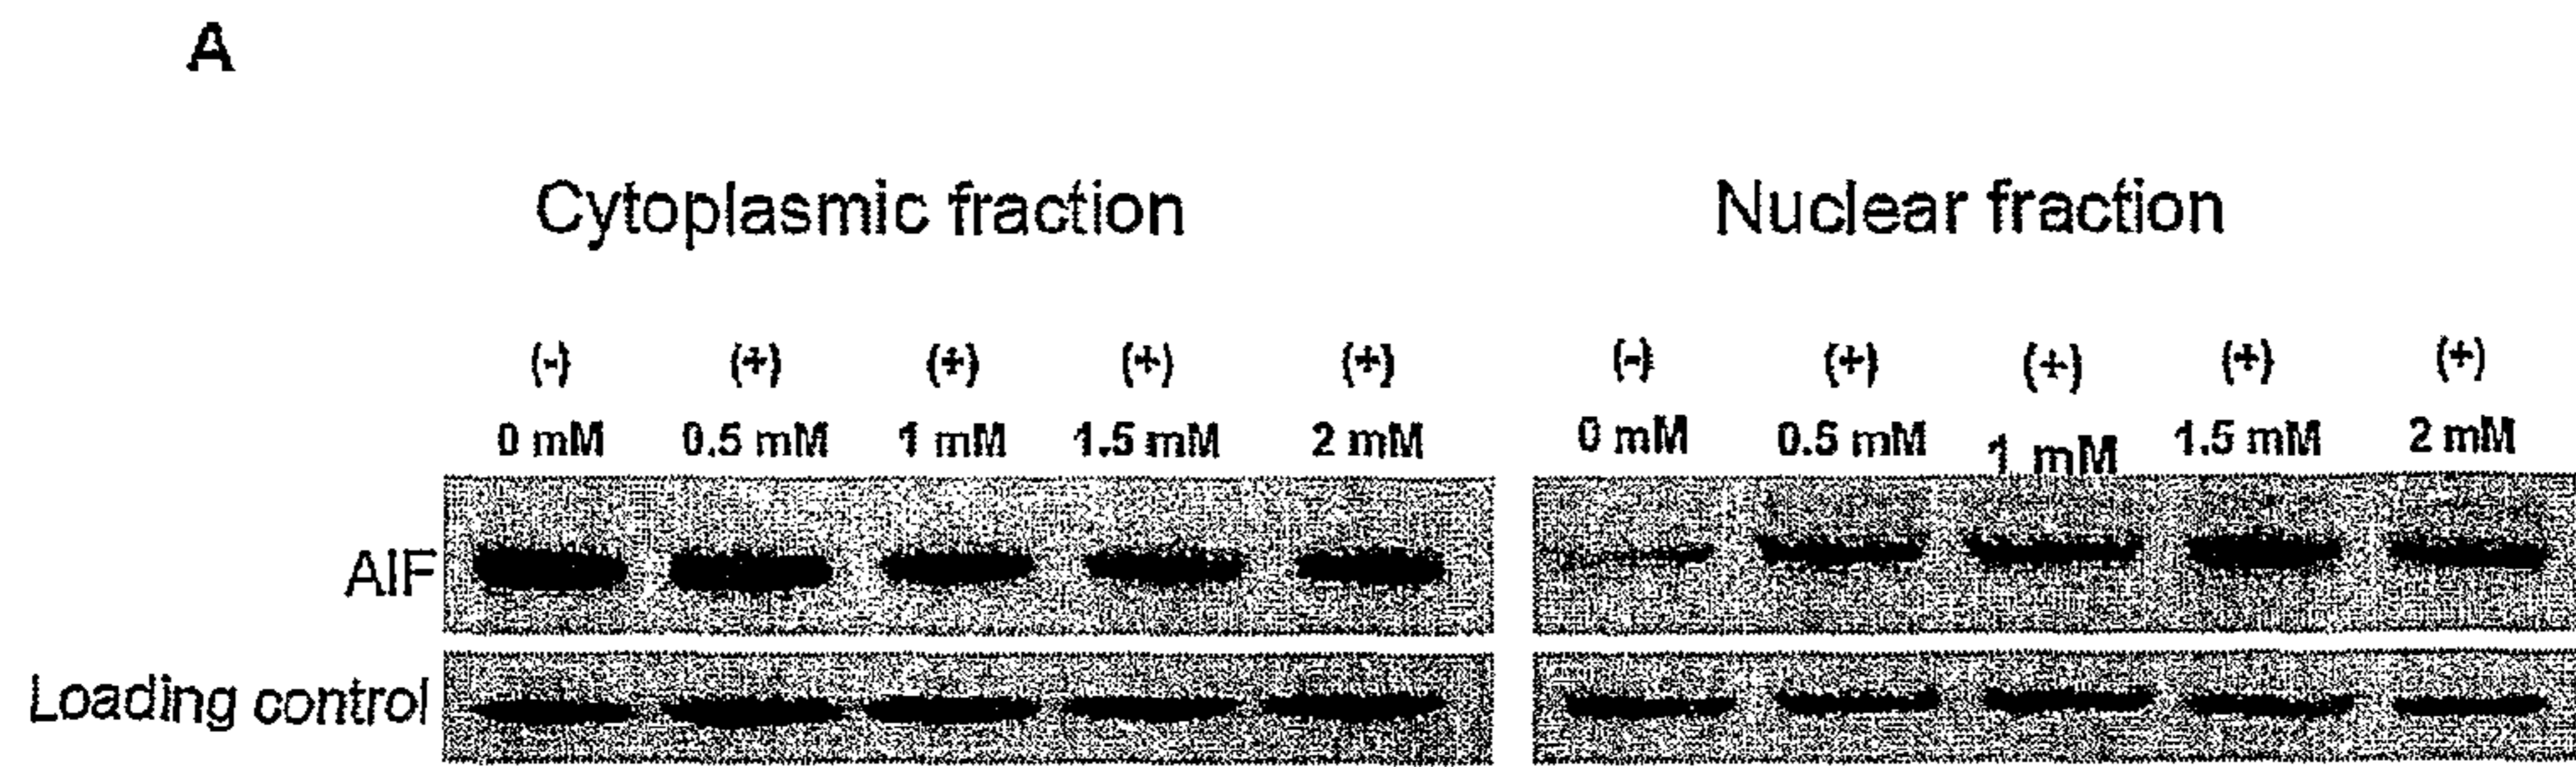 A
Cytoplasmic fraction Nuclear fraction
(-) (+) (+) (+) (+) (-) (+) (+) (+) (+)
0 mM 0.5 mM 1 mM 1.5 mM 2 mM 0 mM 0.5 mM 1 mM 1.5 mM 2 mM
AIF
Loading control